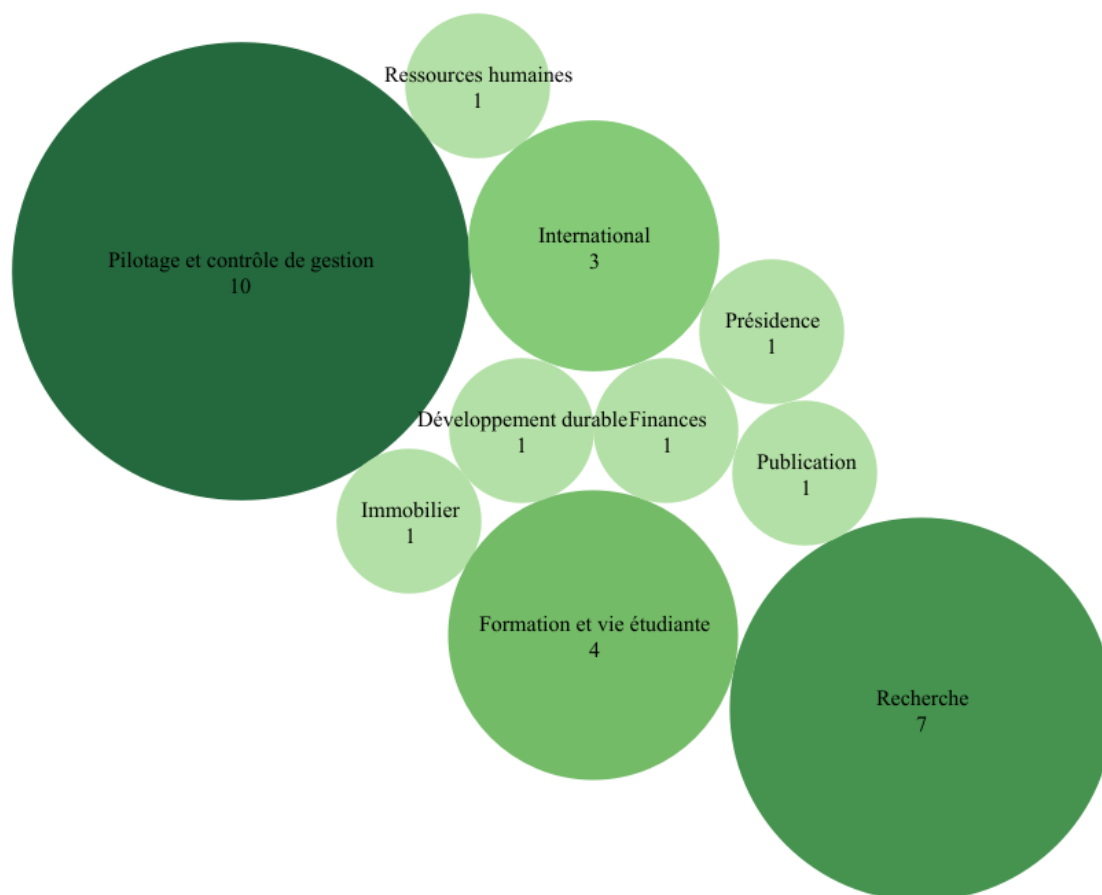 Ressources humaines
1
International
3
Pilotage et contrôle de gestion
10
Présidence
1
Développement durable
1
Finances
1
Publication
1
Immobilier
1
Formation et vie étudiante
4
Recherche
7